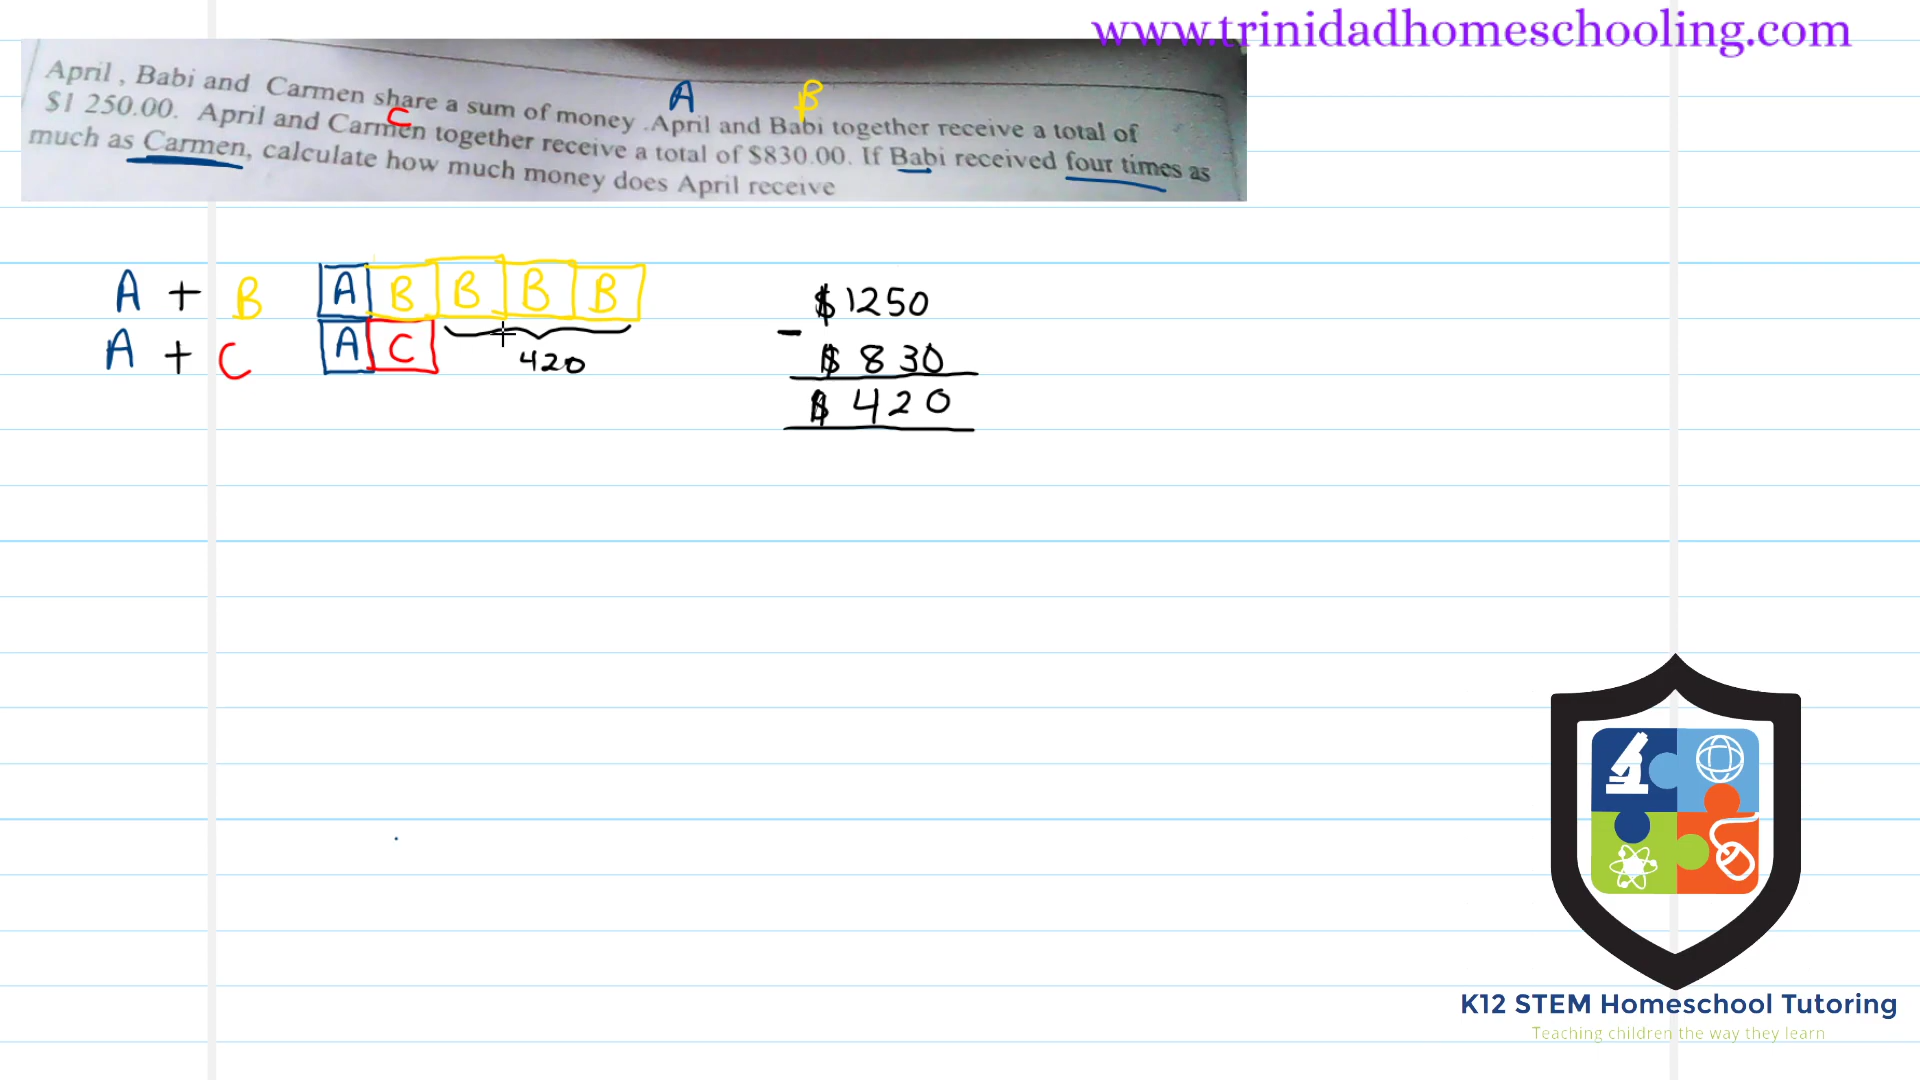 www.trinidadhomeschooling.com
April , Babi and Carmen share a sum of money .April and Babi together receive a total of
$1 250.00. April and Carmen together receive a total of $830.00. If Babi received four times as
much as Carmen, calculate how much money does April receive
A B
C
A + B A B B B B
A + C A C
420
$1250
- $ 830
$ 420
K12 STEM Homeschool Tutoring
Teaching children the way they learn